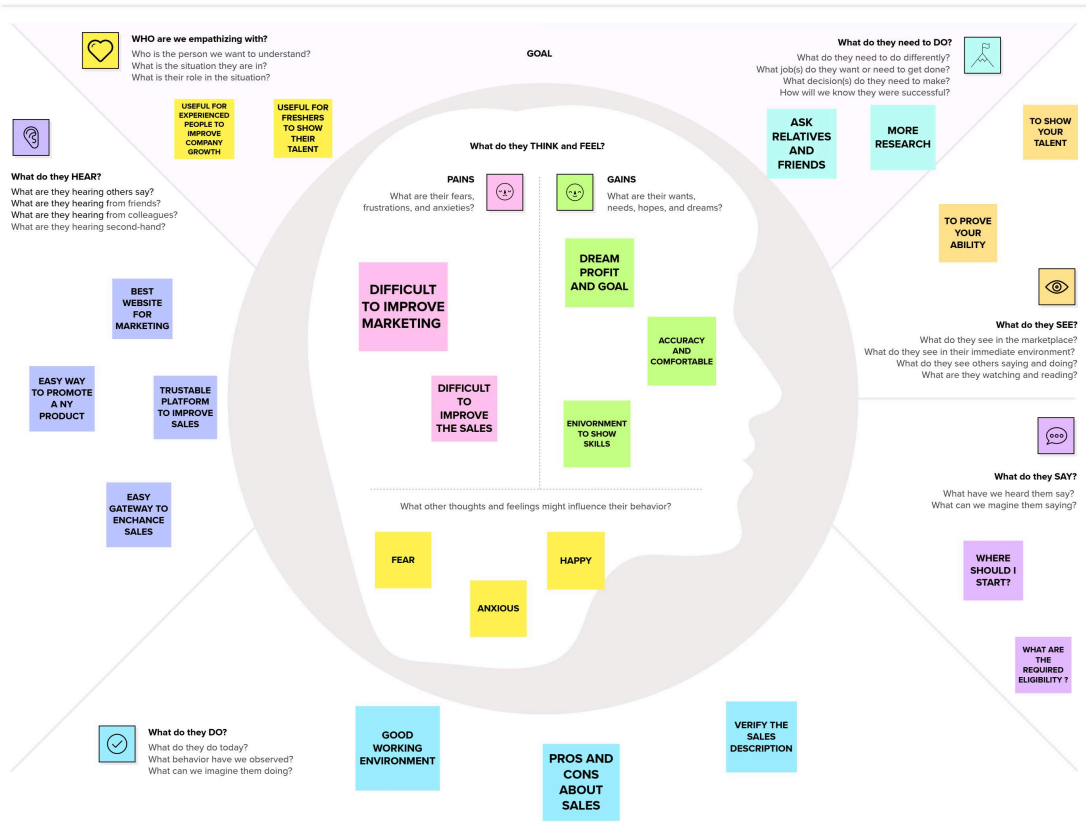 WHO are we empathizing with?
Who is the person we want to understand?
What is the situation they are in?
What is their role in the situation?
USEFUL FOR
EXPERIENCED
PEOPLE TO
IMPROVE
COMPANY
GROWTH
USEFUL FOR
FRESHERS
TO SHOW
THEIR
TALENT
GOAL
What do they need to DO?
What do they need to do differently?
What job(s) do they want or need to get done?
What decision(s) do they need to make?
How will we know they were successful?
ASK
RELATIVES
AND
FRIENDS
MORE
RESEARCH
TO SHOW
YOUR
TALENT
TO PROVE
YOUR
ABILITY
What do they SEE?
What do they see in the marketplace?
What do they see in their immediate environment?
What do they see others saying and doing?
What are they watching and reading?
What do they HEAR?
What are they hearing others say?
What are they hearing from friends?
What are they hearing from colleagues?
What are they hearing second-hand?
BEST
WEBSITE
FOR
MARKETING
EASY WAY
TO PROMOTE
A NY
PRODUCT
TRUSTABLE
PLATFORM
TO IMPROVE
SALES
EASY
GATEWAY TO
ENCHANCE
SALES
What do they THINK and FEEL?
PAINS
What are their fears,
frustrations, and anxieties?
DIFFICULT
TO IMPROVE
MARKETING
DIFFICULT
TO
IMPROVE
THE SALES
GAINS
What are their wants,
needs, hopes, and dreams?
DREAM
PROFIT
AND GOAL
ACCURACY
AND
COMFORTABLE
ENIVORNMENT
TO SHOW
SKILLS
What other thoughts and feelings might influence their behavior?
FEAR
ANXIOUS
HAPPY
What do they SAY?
What have we heard them say?
What can we magine them saying?
WHERE
SHOULD I
START?
WHAT ARE
THE
REQUIRED
ELIGIBILITY ?
What do they DO?
What do they do today?
What behavior have we observed?
What can we imagine them doing?
GOOD
WORKING
ENVIRONMENT
PROS AND
CONS
ABOUT
SALES
VERIFY THE
SALES
DESCRIPTION